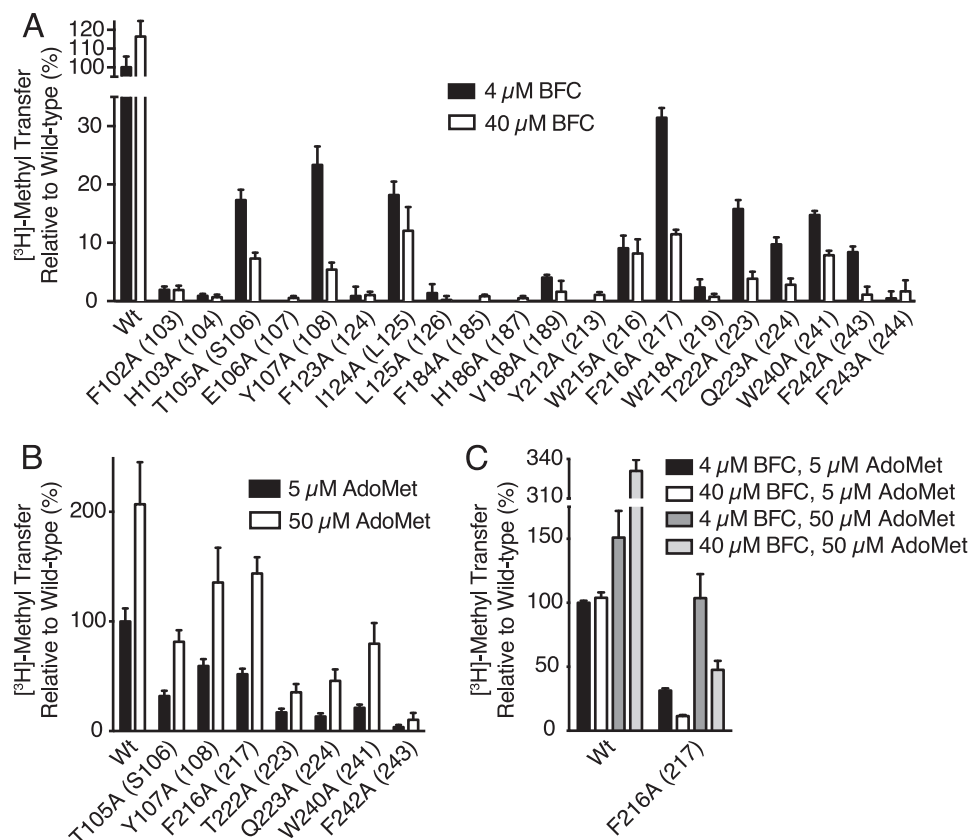 A
[³H]-Methyl Transfer
Relative to Wild-type (%)
120
110
100
30
20
10
0
4 µM BFC
40 µM BFC
Wt
F102A (103)
H103A (104)
T105A (S106)
E106A (107)
Y107A (108)
F123A (124)
I124A (L125)
L125A (126)
F184A (185)
H186A (187)
V188A (189)
Y212A (213)
W215A (216)
F216A (217)
W218A (219)
T222A (223)
Q223A (224)
W240A (241)
F242A (243)
F243A (244)
B
[³H]-Methyl Transfer
Relative to Wild-type (%)
200
100
0
5 µM AdoMet
50 µM AdoMet
Wt
T105A (S106)
Y107A (108)
F216A (217)
T222A (223)
Q223A (224)
W240A (241)
F242A (243)
C
[³H]-Methyl Transfer
Relative to Wild-type (%)
340
310
150
100
50
0
4 µM BFC, 5 µM AdoMet
40 µM BFC, 5 µM AdoMet
4 µM BFC, 50 µM AdoMet
40 µM BFC, 50 µM AdoMet
Wt
F216A (217)